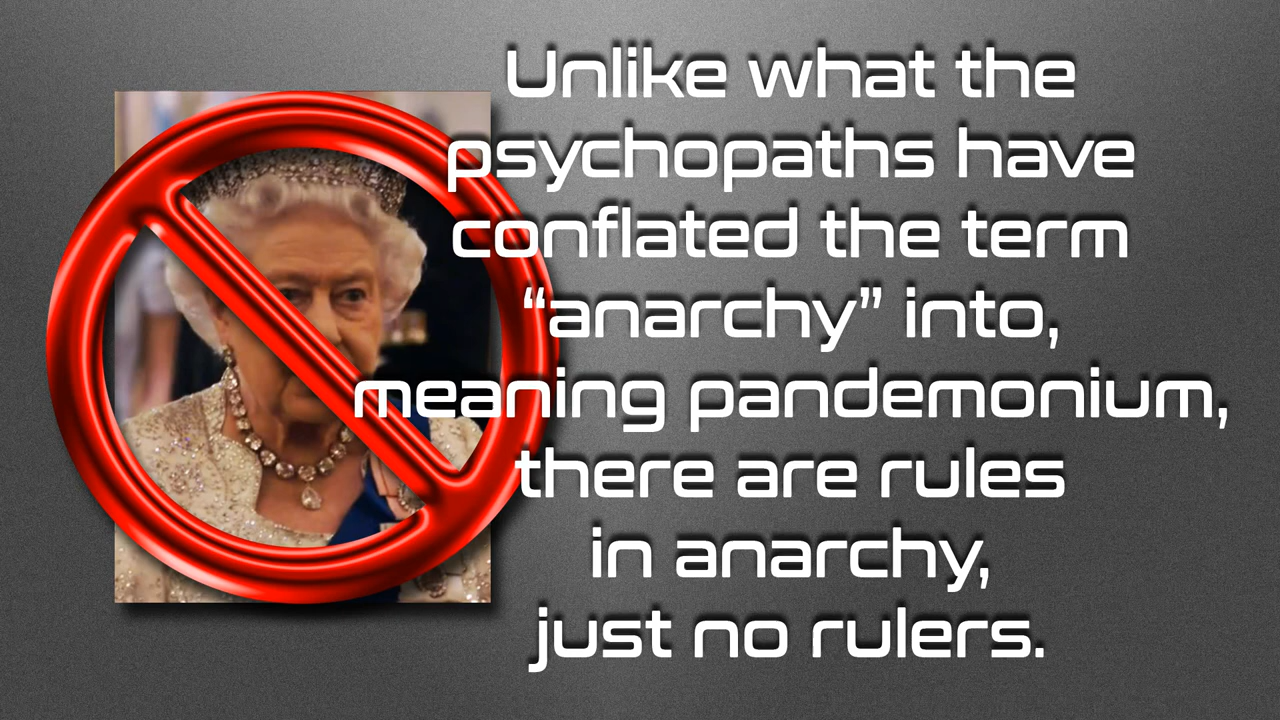 Unlike what the
psychopaths have
conflated the term
“anarchy” into,
meaning pandemonium,
there are rules
in anarchy,
just no rulers.